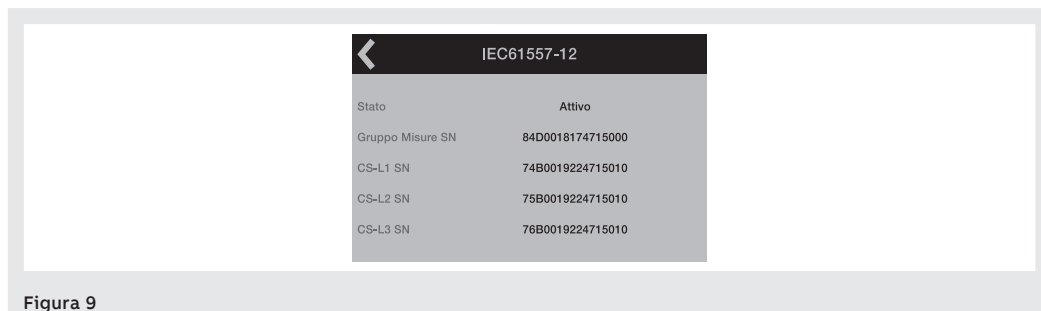 IEC61557-12
Stato Attivo
Gruppo Misure SN 84D0018174715000
CS-L1 SN 74B0019224715010
CS-L2 SN 75B0019224715010
CS-L3 SN 76B0019224715010
Figura 9